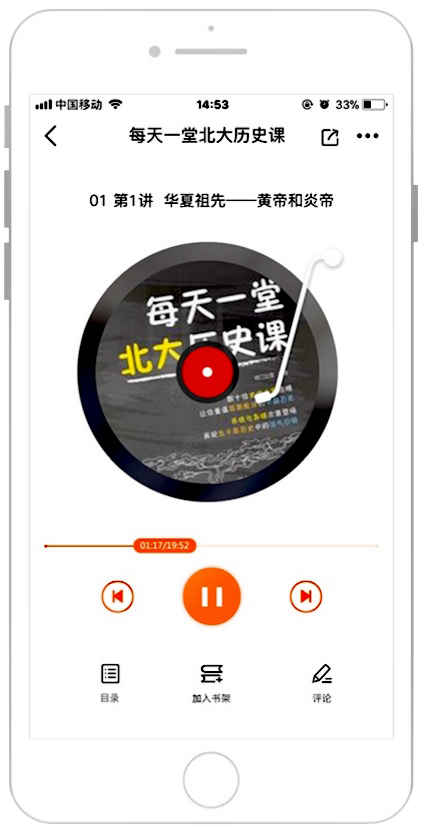 中国移动 14:53 33%
每天一堂北大历史课
01 第1讲 华夏祖先——黄帝和炎帝
每天一堂
北大历史课
01:17/19:52
目录 加入书架 评论